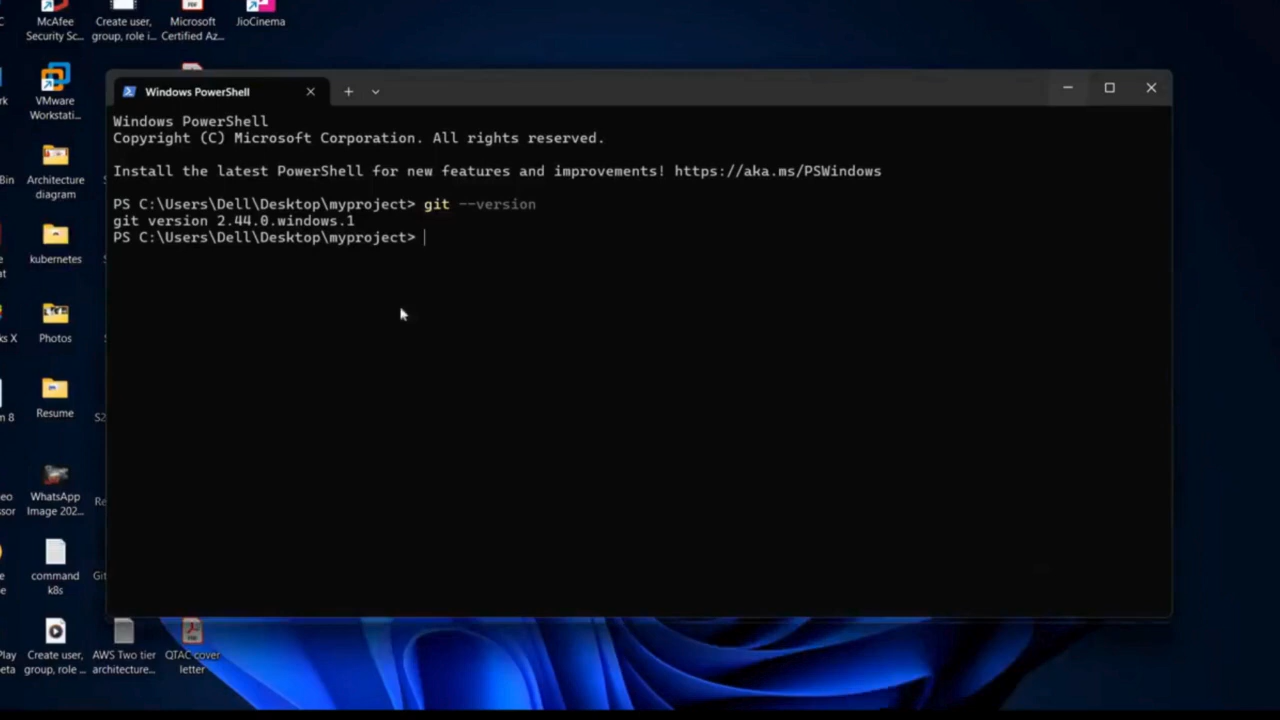 McAfee
Security Sc...
Create user,
group, role i...
Microsoft
Certified Az...
JioCinema
Windows PowerShell
VMware
Workstati...
Windows PowerShell
Copyright (C) Microsoft Corporation. All rights reserved.
Install the latest PowerShell for new features and improvements! https://aka.ms/PSWindows
Bin
Architecture
diagram
PS C:\Users\Dell\Desktop\myproject> git --version
git version 2.44.0.windows.1
PS C:\Users\Dell\Desktop\myproject>
kubernetes
Photos
Resume
WhatsApp
Image 202...
command
k8s
Create user,
group, role ...
AWS Two tier
architecture...
QTAC cover
letter